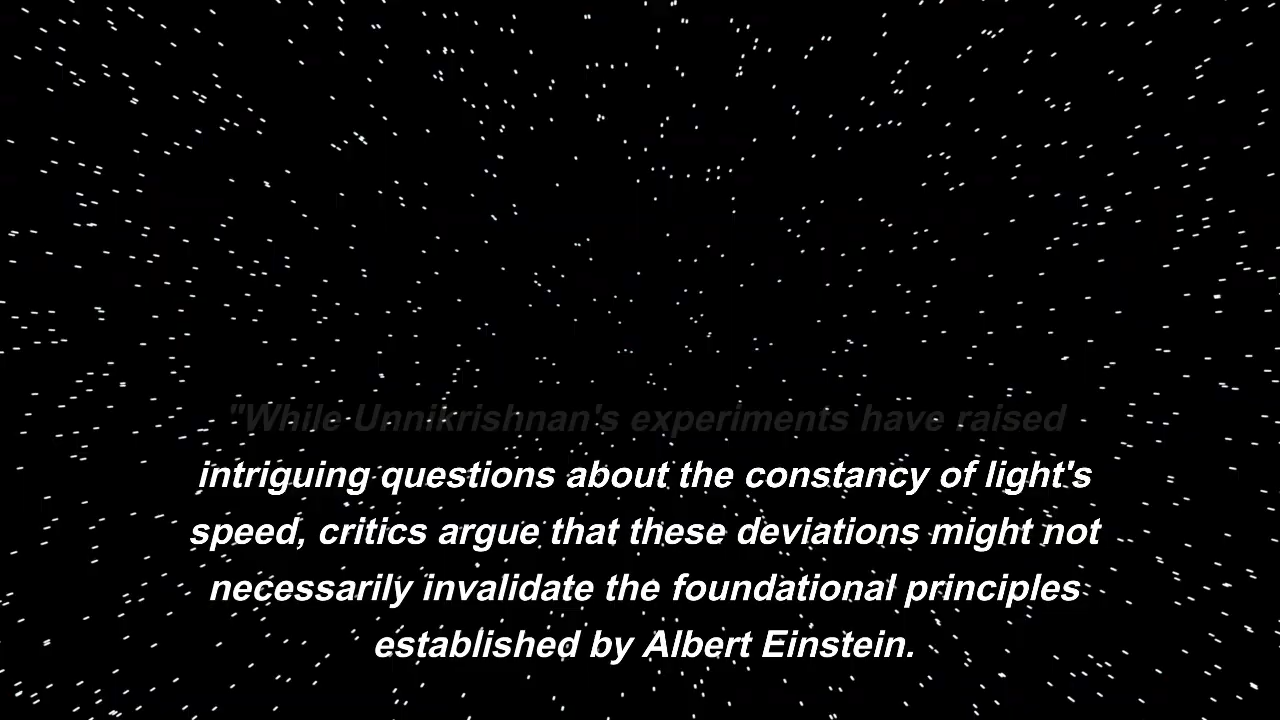 "While Unnikrishnan's experiments have raised
intriguing questions about the constancy of light's
speed, critics argue that these deviations might not
necessarily invalidate the foundational principles
established by Albert Einstein.